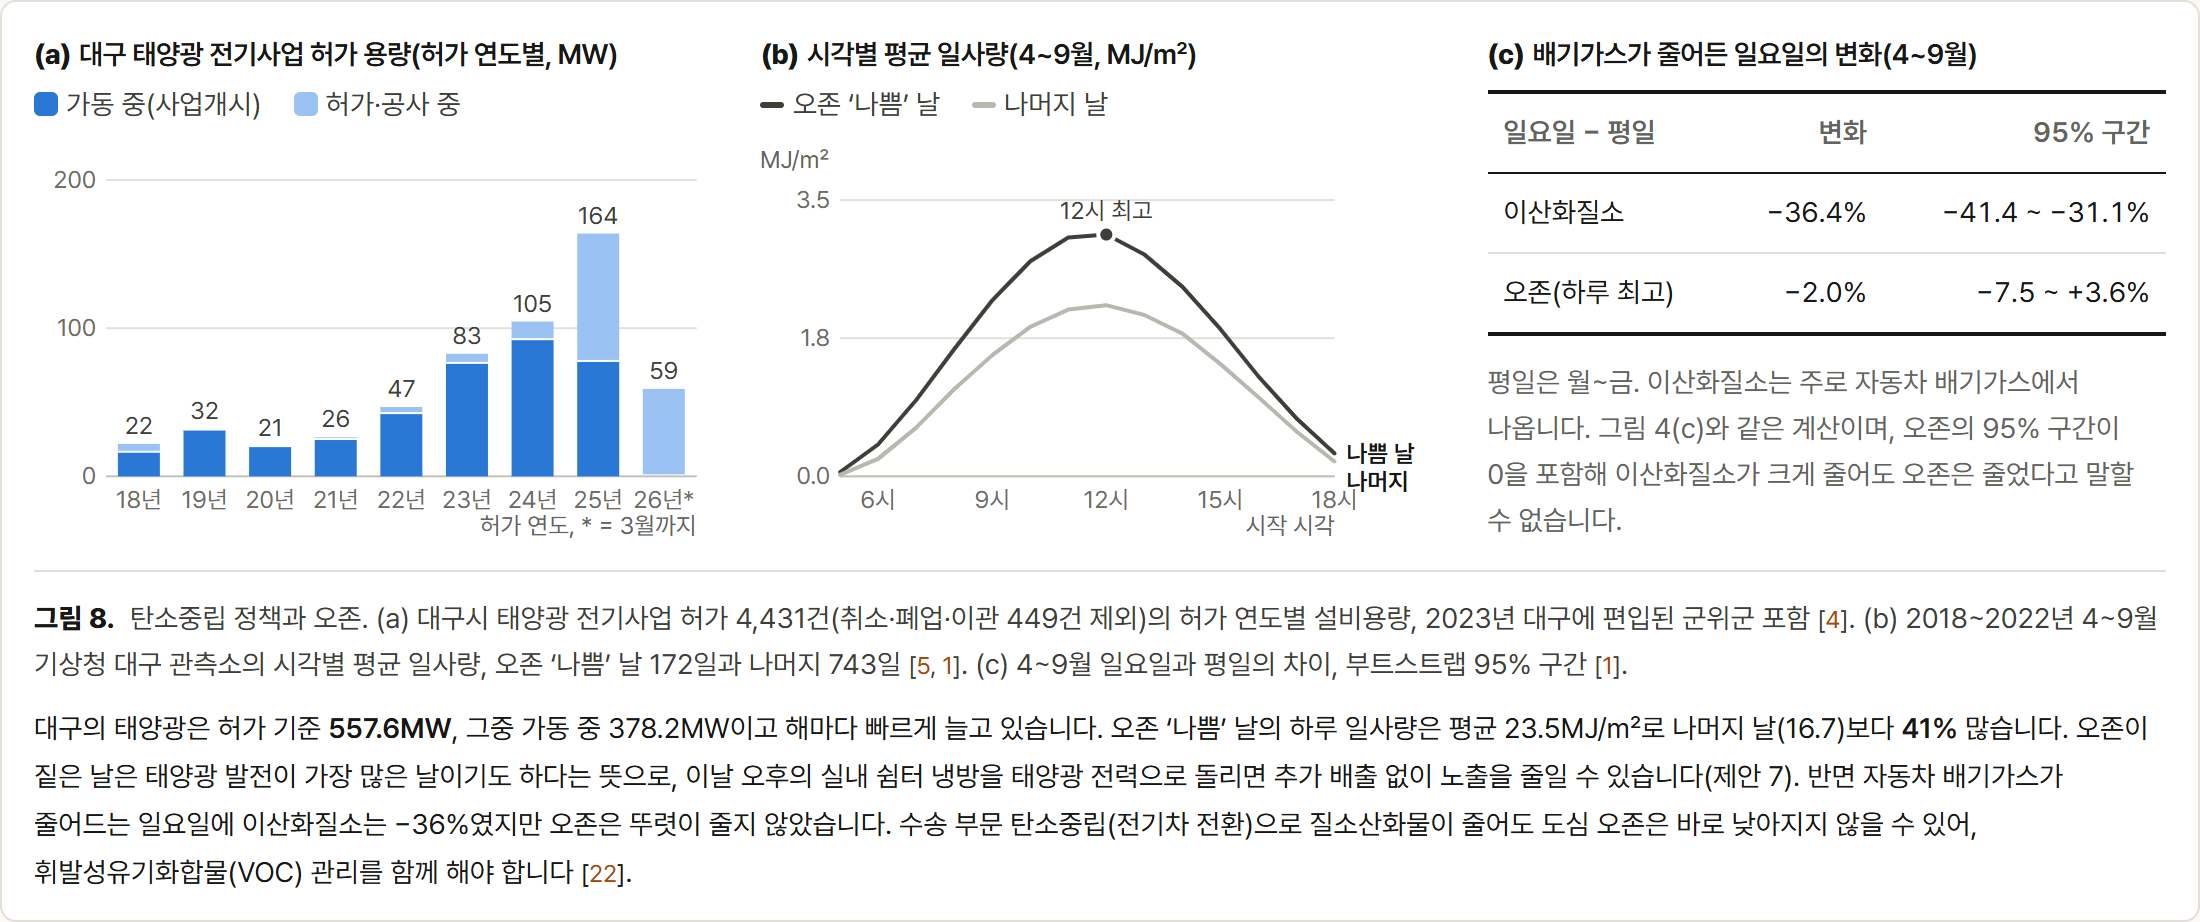 (a) 대구 태양광 전기사업 허가 용량(허가 연도별, MW)
가동 중(사업개시) 허가·공사 중
200
100
0
22
32
21
26
47
83
105
164
59
18년 19년 20년 21년 22년 23년 24년 25년 26년*
허가 연도, * = 3월까지
(b) 시각별 평균 일사량(4~9월, MJ/m²)
오존 ‘나쁨’ 날 나머지 날
MJ/m²
3.5
1.8
0.0
12시 최고
나쁨 날
나머지
6시 9시 12시 15시 18시
시작 시각
(c) 배기가스가 줄어든 일요일의 변화(4~9월)
일요일 − 평일 변화 95% 구간
이산화질소 −36.4% −41.4 ~ −31.1%
오존(하루 최고) −2.0% −7.5 ~ +3.6%
평일은 월~금. 이산화질소는 주로 자동차 배기가스에서
나옵니다. 그림 4(c)와 같은 계산이며, 오존의 95% 구간이
0을 포함해 이산화질소가 크게 줄어도 오존은 줄었다고 말할
수 없습니다.
그림 8. 탄소중립 정책과 오존. (a) 대구시 태양광 전기사업 허가 4,431건(취소·폐업·이관 449건 제외)의 허가 연도별 설비용량, 2023년 대구에 편입된 군위군 포함 [4]. (b) 2018~2022년 4~9월
기상청 대구 관측소의 시각별 평균 일사량, 오존 ‘나쁨’ 날 172일과 나머지 743일 [5, 1]. (c) 4~9월 일요일과 평일의 차이, 부트스트랩 95% 구간 [1].
대구의 태양광은 허가 기준 557.6MW, 그중 가동 중 378.2MW이고 해마다 빠르게 늘고 있습니다. 오존 ‘나쁨’ 날의 하루 일사량은 평균 23.5MJ/m²로 나머지 날(16.7)보다 41% 많습니다. 오존이
짙은 날은 태양광 발전이 가장 많은 날이기도 하다는 뜻으로, 이날 오후의 실내 쉼터 냉방을 태양광 전력으로 돌리면 추가 배출 없이 노출을 줄일 수 있습니다(제안 7). 반면 자동차 배기가스가
줄어드는 일요일에 이산화질소는 −36%였지만 오존은 뚜렷이 줄지 않았습니다. 수송 부문 탄소중립(전기차 전환)으로 질소산화물이 줄어도 도심 오존은 바로 낮아지지 않을 수 있어,
휘발성유기화합물(VOC) 관리를 함께 해야 합니다 [22].